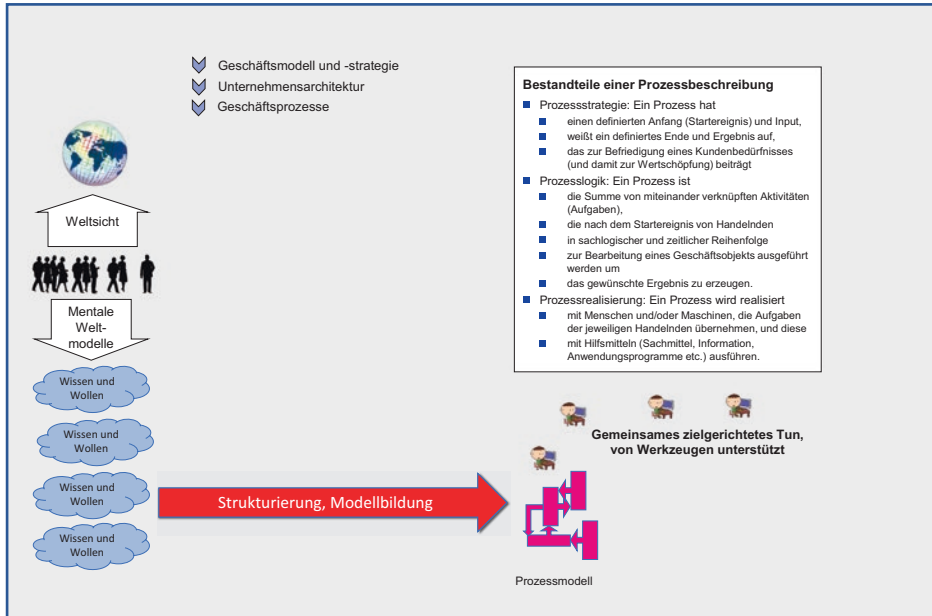 Geschäftsmodell und -strategie
Unternehmensarchitektur
Geschäftsprozesse
Weltsicht
Mentale
Welt-
modelle
Wissen und
Wollen
Wissen und
Wollen
Wissen und
Wollen
Wissen und
Wollen
Strukturierung, Modellbildung
Bestandteile einer Prozessbeschreibung
Prozessstrategie: Ein Prozess hat
einen definierten Anfang (Startereignis) und Input,
weißt ein definiertes Ende und Ergebnis auf,
das zur Befriedigung eines Kundenbedürfnisses
(und damit zur Wertschöpfung) beiträgt
Prozesslogik: Ein Prozess ist
die Summe von miteinander verknüpften Aktivitäten
(Aufgaben),
die nach dem Startereignis von Handelnden
in sachlogischer und zeitlicher Reihenfolge
zur Bearbeitung eines Geschäftsobjekts ausgeführt
werden um
das gewünschte Ergebnis zu erzeugen.
Prozessrealisierung: Ein Prozess wird realisiert
mit Menschen und/oder Maschinen, die Aufgaben
der jeweiligen Handelnden übernehmen, und diese
mit Hilfsmitteln (Sachmittel, Information,
Anwendungsprogramme etc.) ausführen.
Gemeinsames zielgerichtetes Tun,
von Werkzeugen unterstützt
Prozessmodell